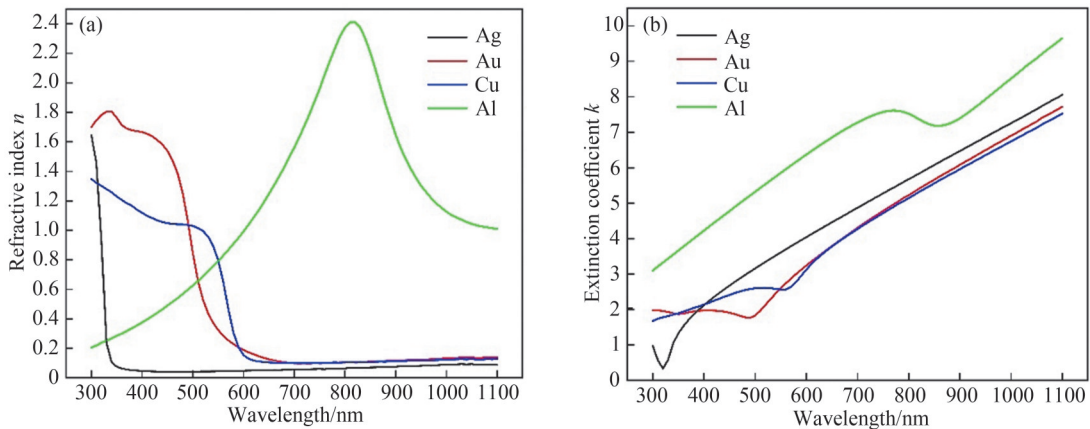 (a)
Ag
Au
Cu
Al
Refractive index n
2.4
2.2
2.0
1.8
1.6
1.4
1.2
1.0
0.8
0.6
0.4
0.2
0
300 400 500 600 700 800 900 1000 1100
Wavelength/nm
(b)
Ag
Au
Cu
Al
Extinction coefficient k
10
9
8
7
6
5
4
3
2
1
0
300 400 500 600 700 800 900 1000 1100
Wavelength/nm